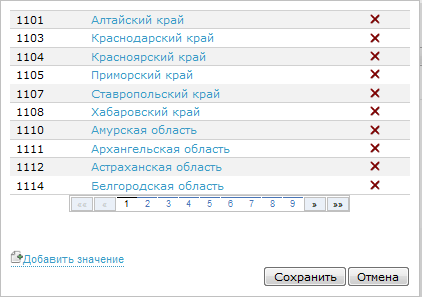 1101 Алтайский край
1103 Краснодарский край
1104 Красноярский край
1105 Приморский край
1107 Ставропольский край
1108 Хабаровский край
1110 Амурская область
1111 Архангельская область
1112 Астраханская область
1114 Белгородская область
«« « 1 2 3 4 5 6 7 8 9 » »»
Добавить значение
Сохранить Отмена